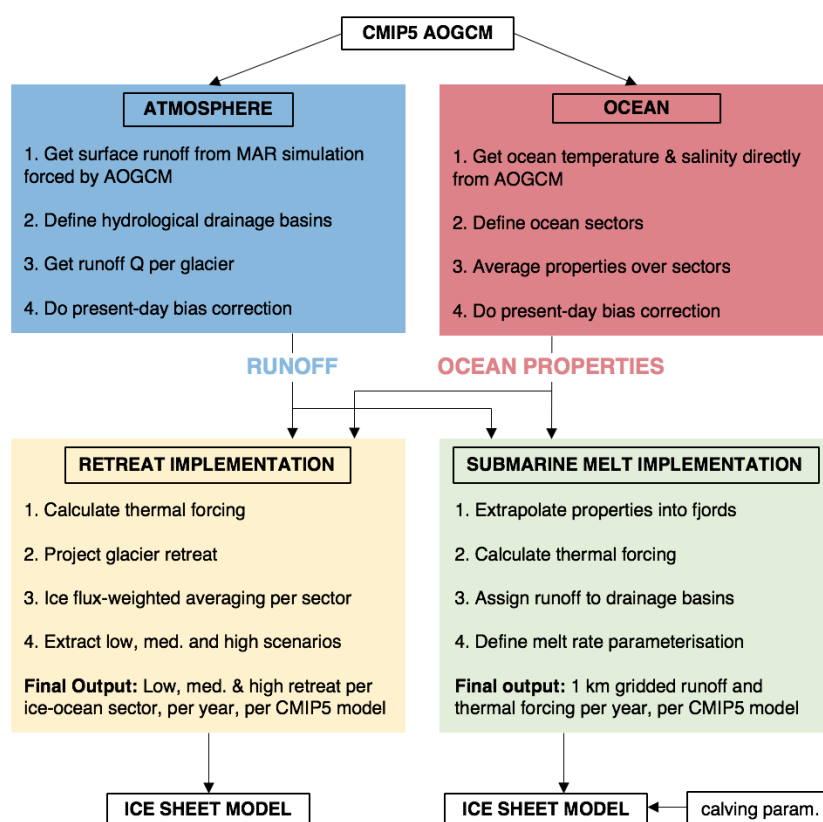 CMIP5 AOGCM
ATMOSPHERE
1. Get surface runoff from MAR simulation
forced by AOGCM
2. Define hydrological drainage basins
3. Get runoff Q per glacier
4. Do present-day bias correction
OCEAN
1. Get ocean temperature & salinity directly
from AOGCM
2. Define ocean sectors
3. Average properties over sectors
4. Do present-day bias correction
RUNOFF
OCEAN PROPERTIES
RETREAT IMPLEMENTATION
1. Calculate thermal forcing
2. Project glacier retreat
3. Ice flux-weighted averaging per sector
4. Extract low, med. and high scenarios
Final Output: Low, med. & high retreat per
ice-ocean sector, per year, per CMIP5 model
SUBMARINE MELT IMPLEMENTATION
1. Extrapolate properties into fjords
2. Calculate thermal forcing
3. Assign runoff to drainage basins
4. Define melt rate parameterisation
Final output: 1 km gridded runoff and
thermal forcing per year, per CMIP5 model
ICE SHEET MODEL
ICE SHEET MODEL
calving param.